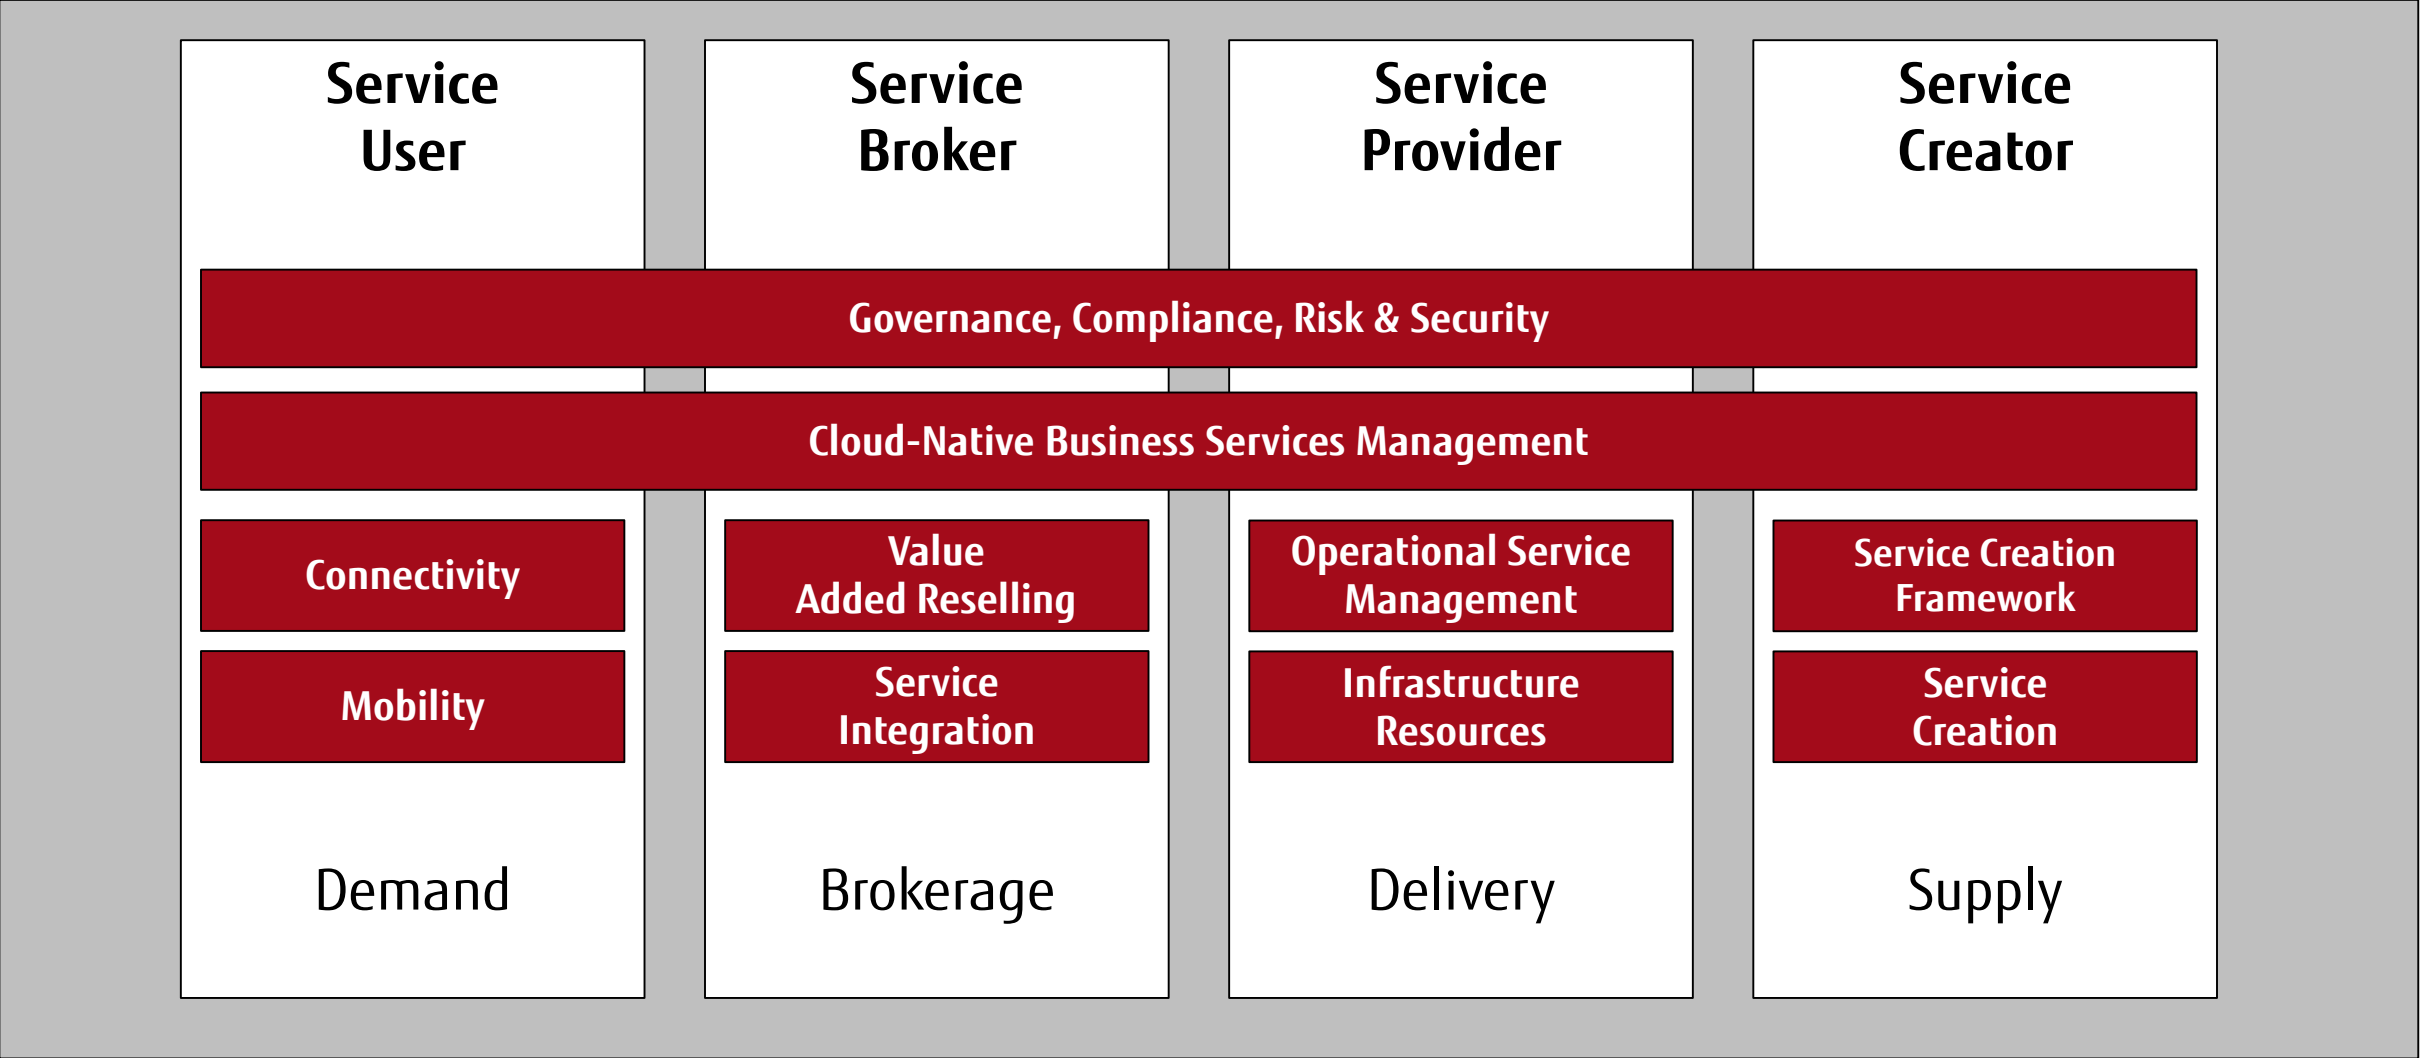 Service
User
Service
Broker
Service
Provider
Service
Creator
Governance, Compliance, Risk & Security
Cloud-Native Business Services Management
Connectivity
Value
Added Reselling
Operational Service
Management
Service Creation
Framework
Mobility
Service
Integration
Infrastructure
Resources
Service
Creation
Demand
Brokerage
Delivery
Supply